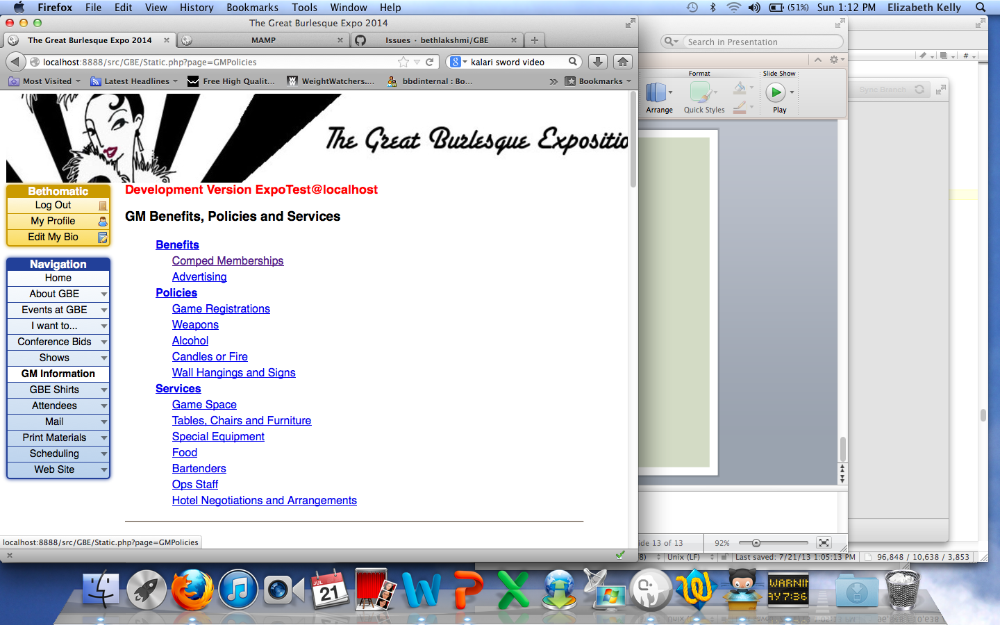 Firefox File Edit View History Bookmarks Tools Window Help (51%) Sun 1:12 PM Elizabeth Kelly
The Great Burlesque Expo 2014
The Great Burlesque Expo 2014 MAMP Issues · bethlakshmi/GBE
localhost:8888/src/GBE/Static.php?page=GMPolicies kalari sword video
Most Visited Latest Headlines Free High Qualit... WeightWatchers.... bbdinternal : Bo... » Bookmarks
The Great Burlesque Expositio
Development Version ExpoTest@localhost
Bethomatic
Log Out
My Profile
Edit My Bio
Navigation
Home
About GBE
Events at GBE
I want to...
Conference Bids
Shows
GM Information
GBE Shirts
Attendees
Mail
Print Materials
Scheduling
Web Site
GM Benefits, Policies and Services
Benefits
Comped Memberships
Advertising
Policies
Game Registrations
Weapons
Alcohol
Candles or Fire
Wall Hangings and Signs
Services
Game Space
Tables, Chairs and Furniture
Special Equipment
Food
Bartenders
Ops Staff
Hotel Negotiations and Arrangements
localhost:8888/src/GBE/Static.php?page=GMPolicies
Search in Presentation
Format Slide Show
Arrange Quick Styles Play
Sync Branch
#
ide 13 of 13 92%
8) Unix (LF) Last saved: 7/21/13 1:05:13 PM 96,848 / 10,638 / 3,853
JUL
21
W P X
WARNIN
AY 7:36